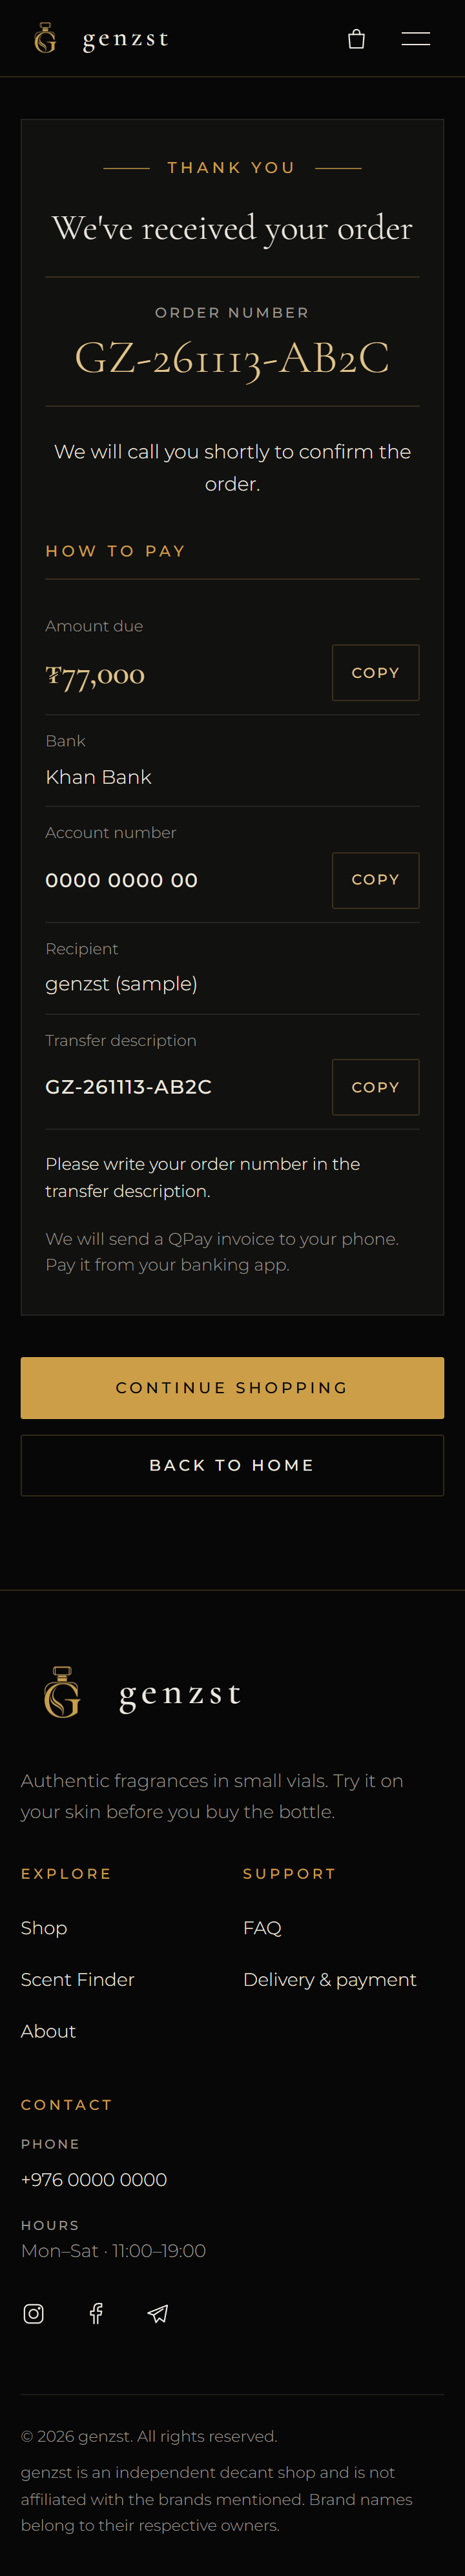 genzst
THANK YOU
We've received your order
ORDER NUMBER
GZ-261113-AB2C
We will call you shortly to confirm the
order.
HOW TO PAY
Amount due
₮77,000
COPY
Bank
Khan Bank
Account number
0000 0000 00
COPY
Recipient
genzst (sample)
Transfer description
GZ-261113-AB2C
COPY
Please write your order number in the
transfer description.
We will send a QPay invoice to your phone.
Pay it from your banking app.
CONTINUE SHOPPING
BACK TO HOME
genzst
Authentic fragrances in small vials. Try it on
your skin before you buy the bottle.
EXPLORE
Shop
Scent Finder
About
SUPPORT
FAQ
Delivery & payment
CONTACT
PHONE
+976 0000 0000
HOURS
Mon–Sat · 11:00–19:00
© 2026 genzst. All rights reserved.
genzst is an independent decant shop and is not
affiliated with the brands mentioned. Brand names
belong to their respective owners.